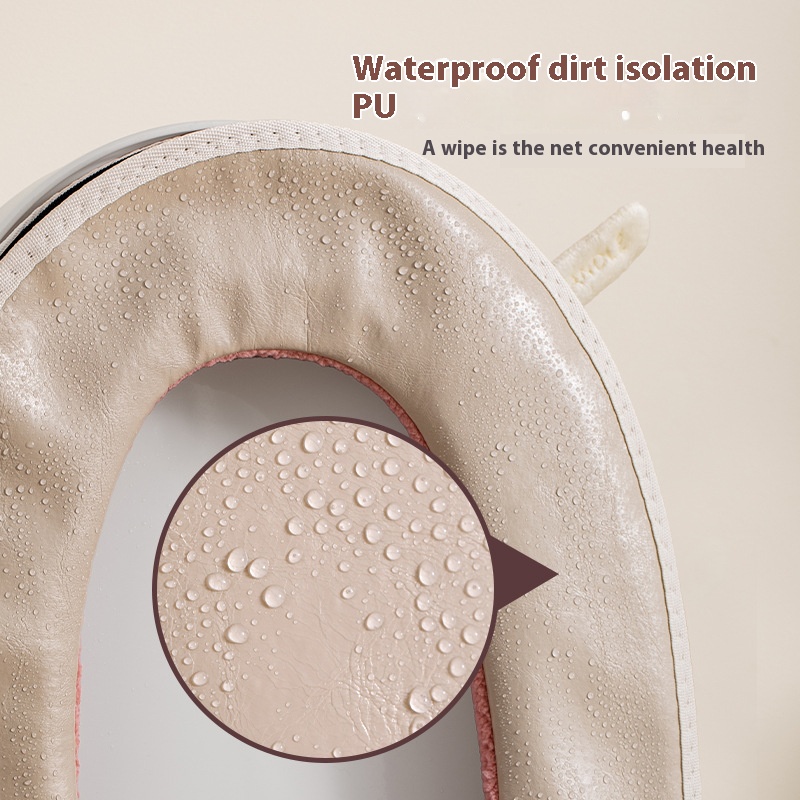 Waterproof dirt isolation
PU
A wipe is the net convenient health